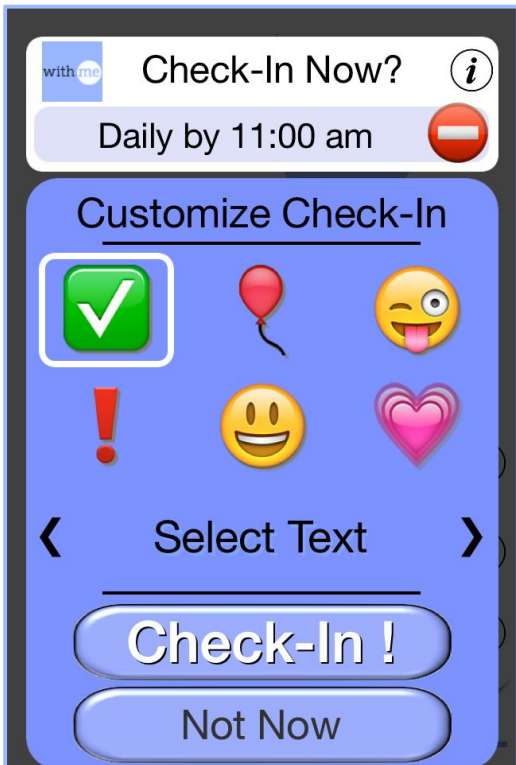 with me
Check-In Now?
i
Daily by 11:00 am
Customize Check-In
Select Text
Check-In !
Not Now